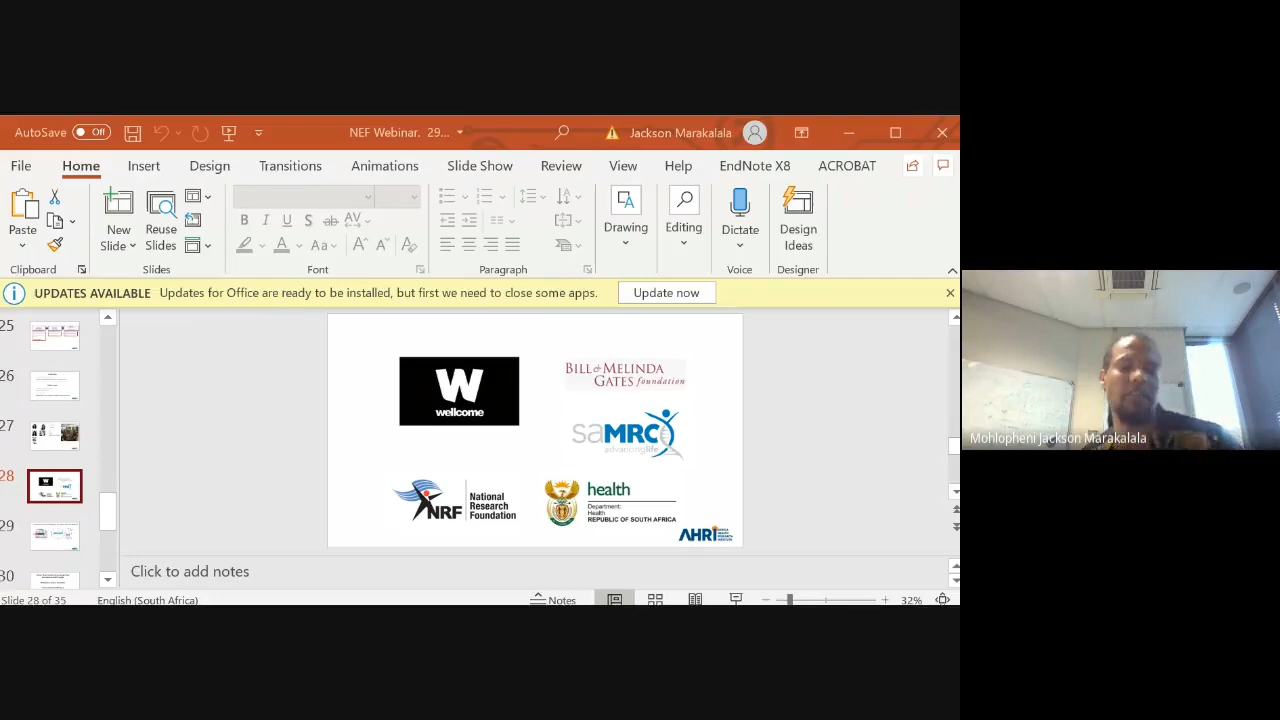 AutoSave Off NEF Webinar. 29... Jackson Marakalala
File Home Insert Design Transitions Animations Slide Show Review View Help EndNote X8 ACROBAT
Paste New Slide Reuse Slides B I U S ab AV Aa A A Drawing Editing Dictate Design Ideas
Clipboard Slides Font Paragraph Voice Designer
UPDATES AVAILABLE Updates for Office are ready to be installed, but first we need to close some apps. Update now
25
26
27
28
29
30
W
wellcome
BILL & MELINDA
GATES foundation
saMRC
advancing life
NRF
National
Research
Foundation
health
Department:
Health
REPUBLIC OF SOUTH AFRICA
AHRI
Click to add notes
Slide 28 of 35 English (South Africa) Notes 32%
Mohlopheni Jackson Marakalala